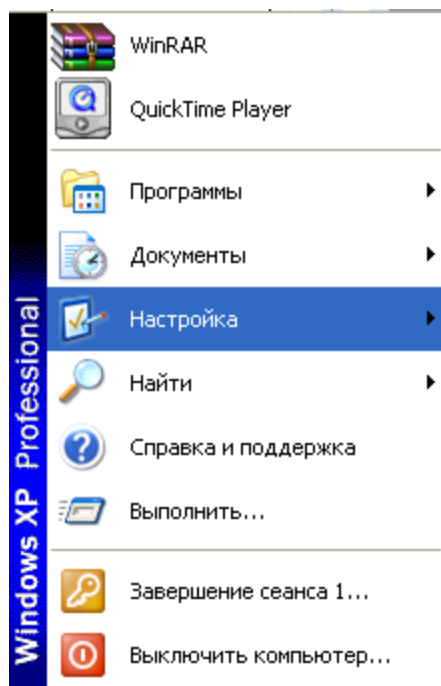 WinRAR
QuickTime Player
Программы
Документы
Настройка
Найти
Справка и поддержка
Выполнить...
Завершение сеанса 1...
Выключить компьютер...
Windows XP Professional